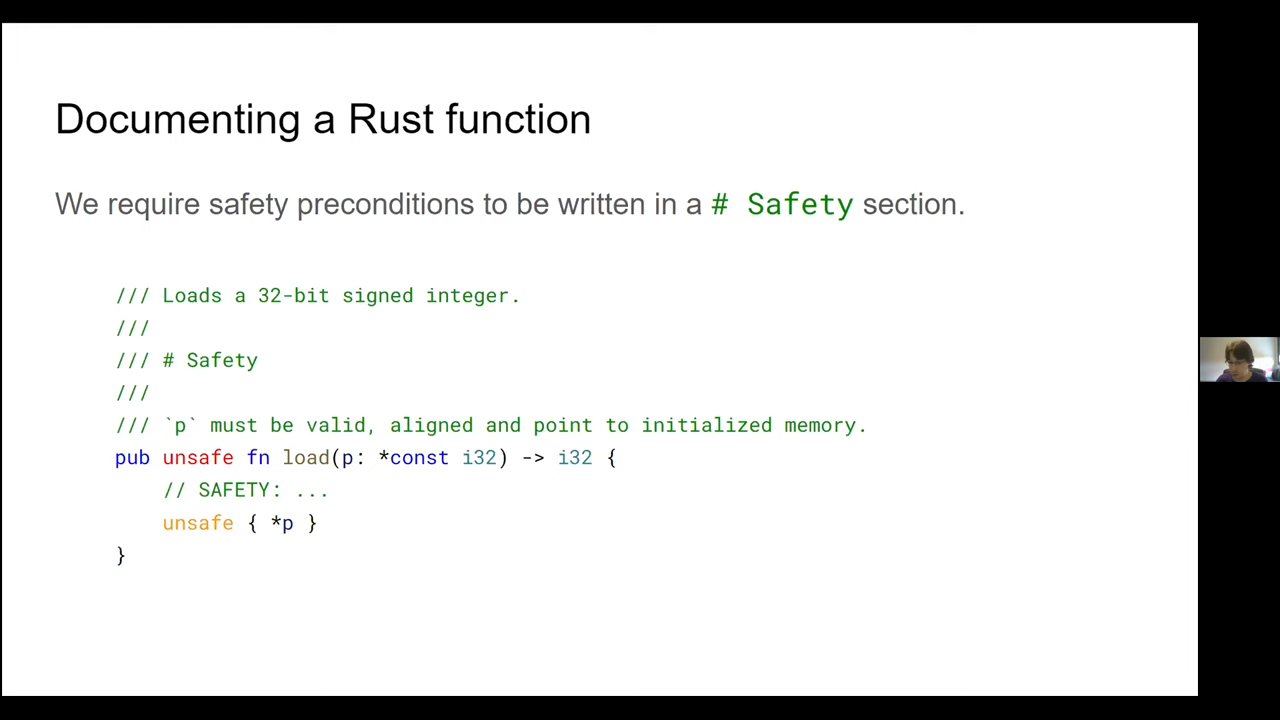 Documenting a Rust function
We require safety preconditions to be written in a # Safety section.
/// Loads a 32-bit signed integer.
///
/// # Safety
///
/// `p` must be valid, aligned and point to initialized memory.
pub unsafe fn load(p: *const i32) -> i32 {
    // SAFETY: ...
    unsafe { *p }
}